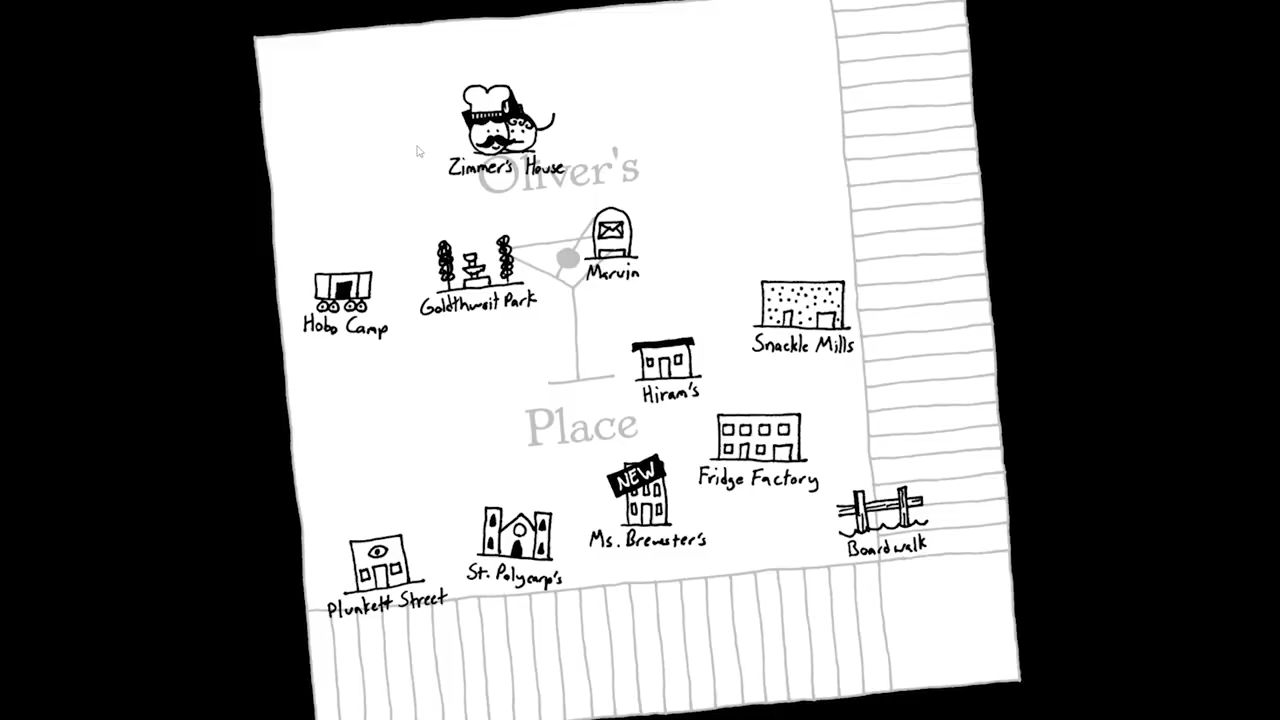 Zimmer's House
Oliver's
Marvin
Goldthwait Park
Hobo Camp
Snackle Mills
Hiram's
Place
NEW
Fridge Factory
Ms. Brewster's
Boardwalk
St. Polycarp's
Plunkett Street